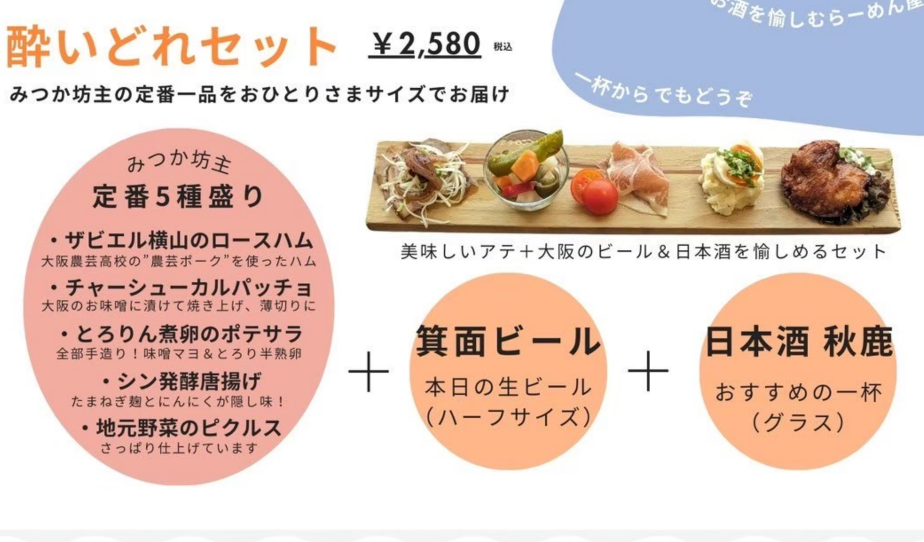 お酒を愉しむらーめん屋
一杯から でもどうぞ
酔いどれセット ¥2,580 税込
みつか坊主の定番一品をおひとりさまサイズでお届け
みつか坊主
定番5種盛り
・ザビエル横山のロースハム
大阪農芸高校の”農芸ポーク”を使ったハム
・チャーシューカルパッチョ
大阪のお味噌に漬けて焼き上げ、薄切りに
・とろりん煮卵のポテサラ
全部手造り！味噌マヨ＆とろり半熟卵
・シン発酵唐揚げ
たまねぎ麹とにんにくが隠し味！
・地元野菜のピクルス
さっぱり仕上げています
美味しいアテ＋大阪のビール＆日本酒を愉しめるセット
＋
箕面ビール
本日の生ビール
（ハーフサイズ）
＋
日本酒 秋鹿
おすすめの一杯
（グラス）